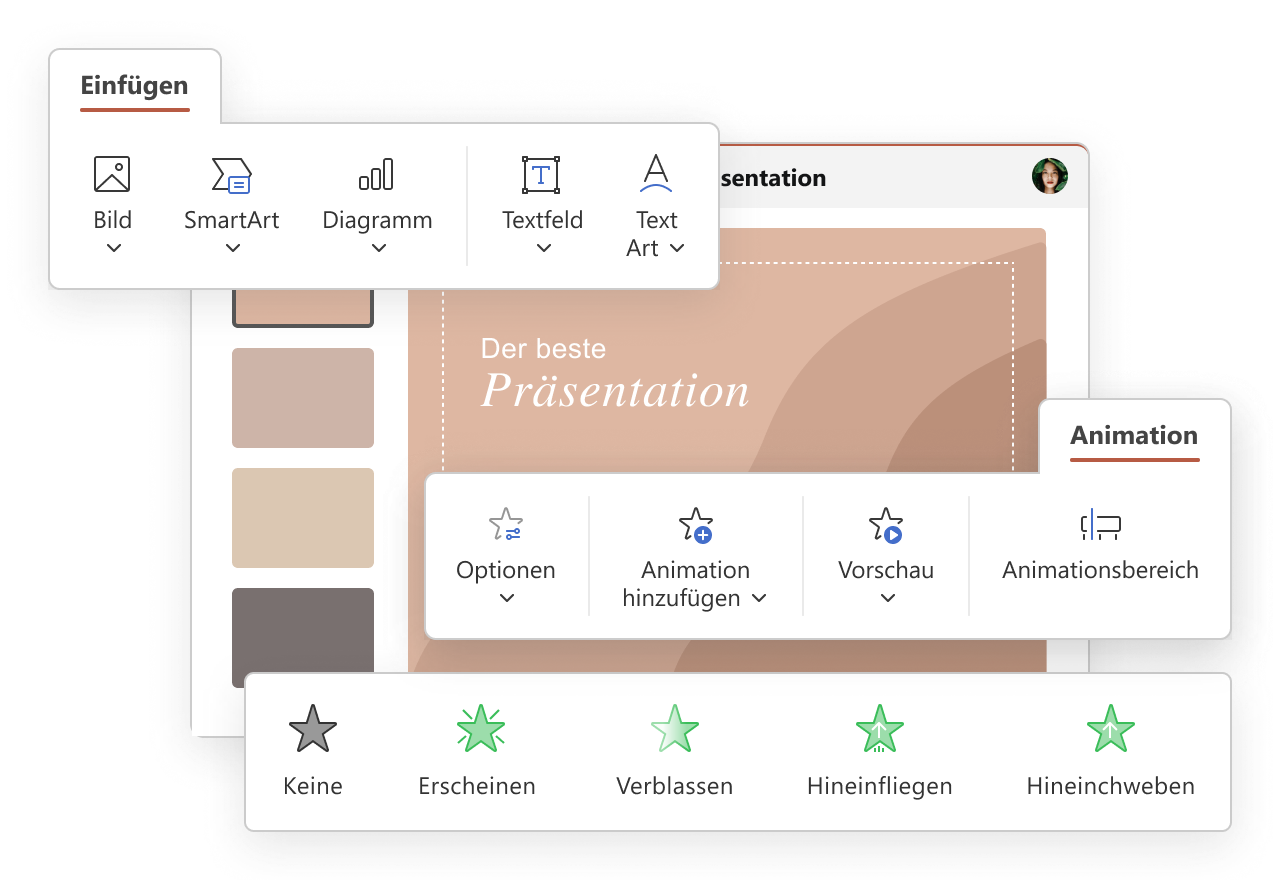 Einfügen
Bild
SmartArt
Diagramm
Textfeld
Text
Art
sentation
Der beste
Präsentation
Animation
Optionen
Animation
hinzufügen
Vorschau
Animationsbereich
Keine
Erscheinen
Verblassen
Hineinfliegen
Hineinchweben